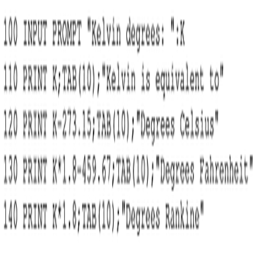 100 INPUT PROMPT "Kelvin degrees: ":K
110 PRINT K;TAB(10);"Kelvin is equivalent to"
120 PRINT K-273.15;TAB(10);"Degrees Celsius"
130 PRINT K*1.8-459.67;TAB(10);"Degrees Fahrenheit"
140 PRINT K*1.8;TAB(10);"Degrees Rankine"